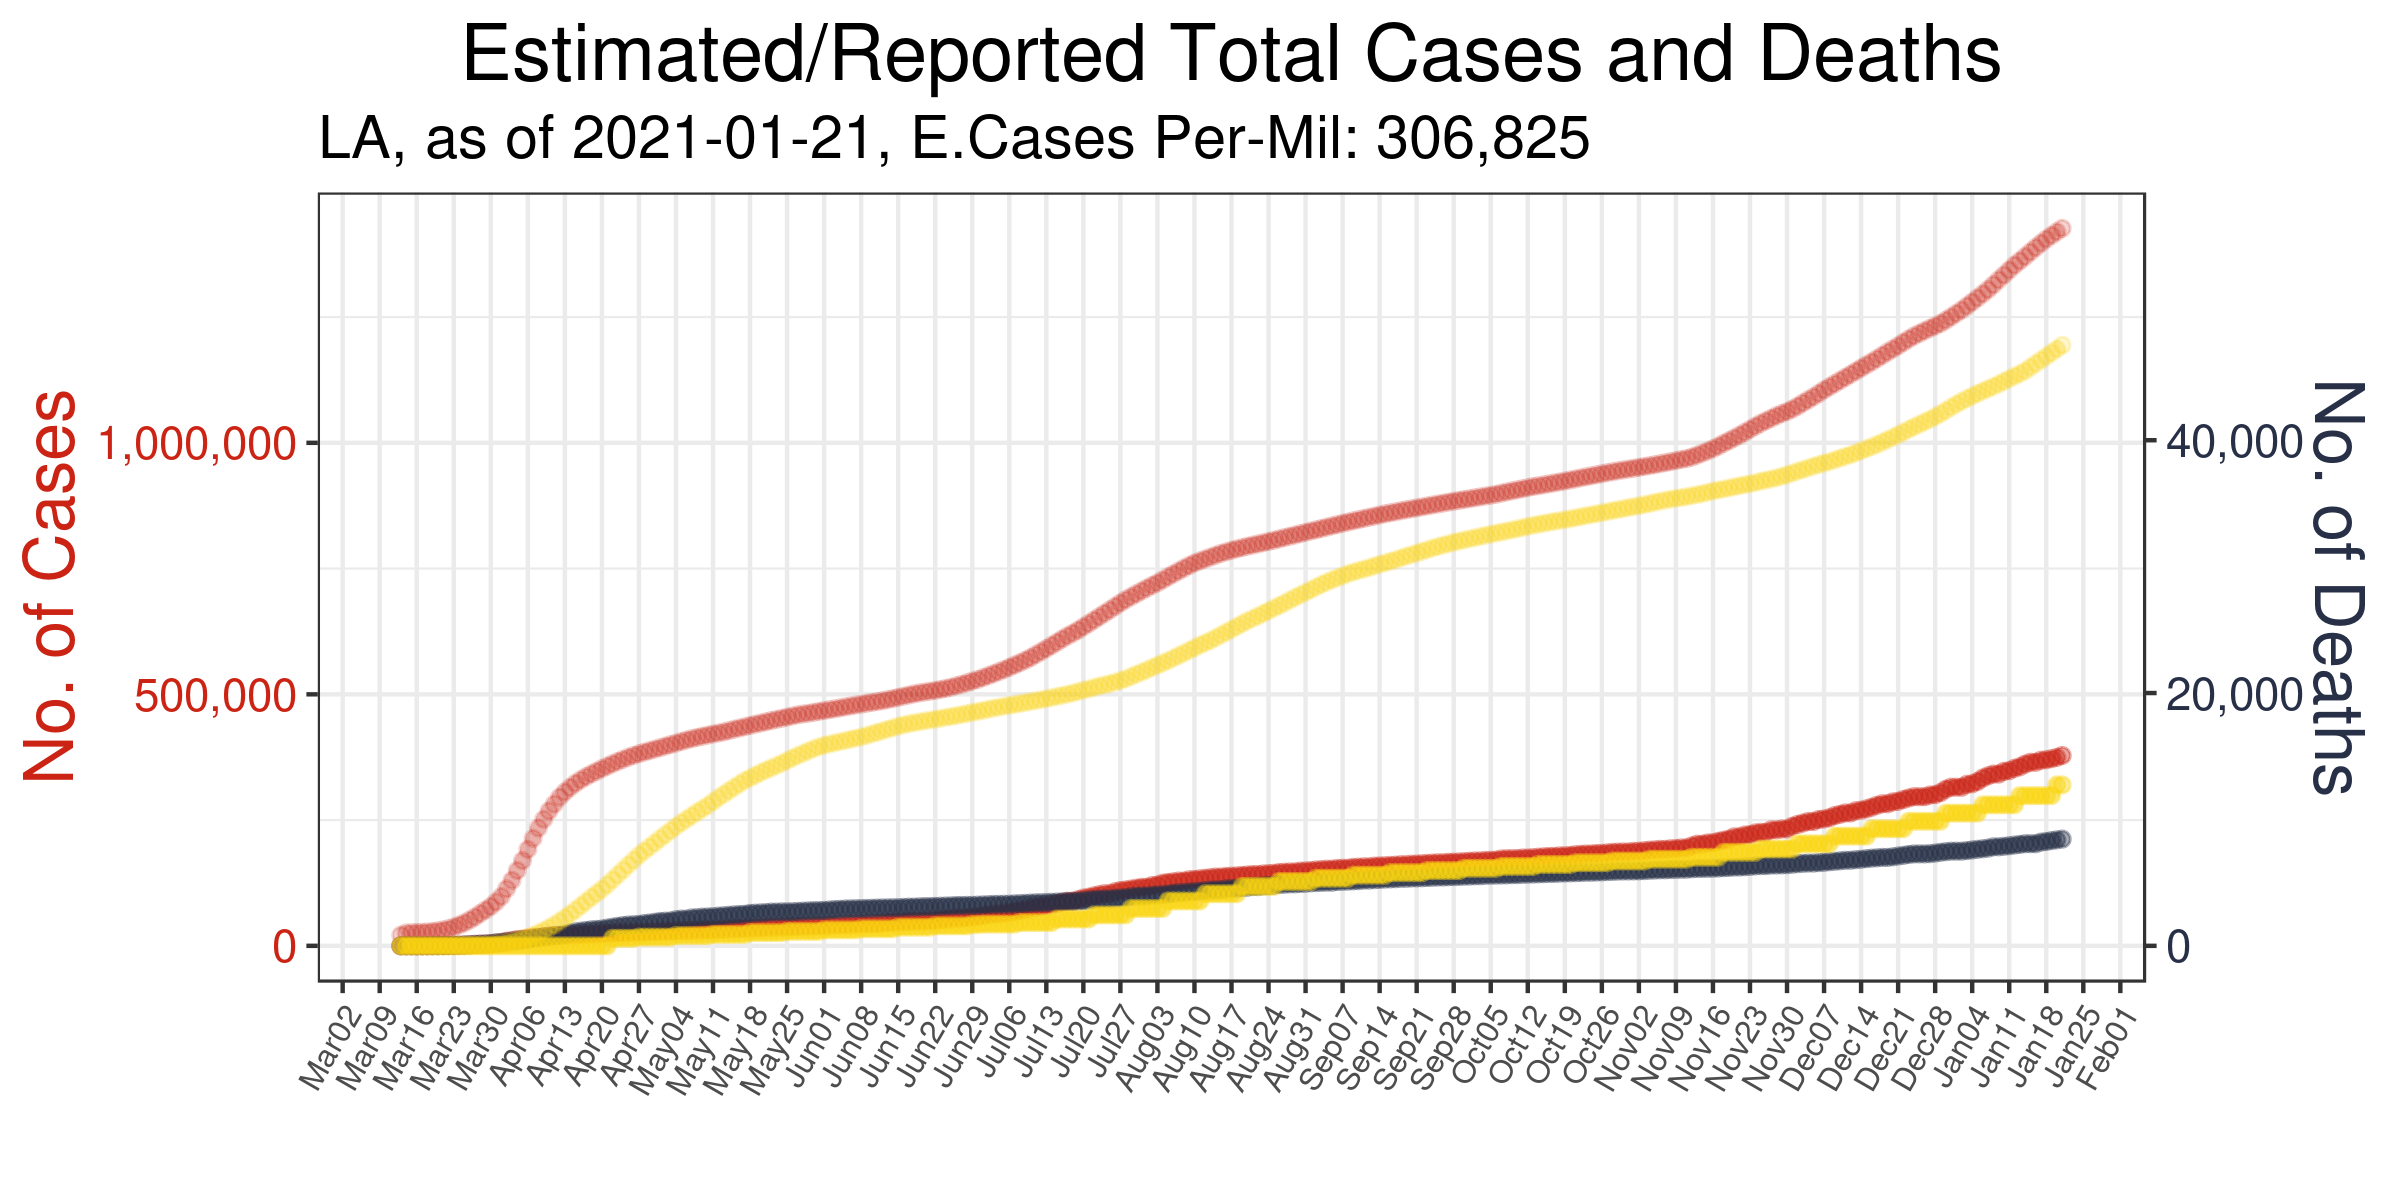 Estimated/Reported Total Cases and Deaths
LA, as of 2021-01-21, E.Cases Per-Mil: 306,825
No. of Cases
1,000,000
500,000
0
40,000
20,000
0
No. of Deaths
Mar02 Mar09 Mar16 Mar23 Mar30 Apr06 Apr13 Apr20 Apr27 May04 May11 May18 May25 Jun01 Jun08 Jun15 Jun22 Jun29 Jul06 Jul13 Jul20 Jul27 Aug03 Aug10 Aug17 Aug24 Aug31 Sep07 Sep14 Sep21 Sep28 Oct05 Oct12 Oct19 Oct26 Nov02 Nov09 Nov16 Nov23 Nov30 Dec07 Dec14 Dec21 Dec28 Jan04 Jan11 Jan18 Jan25 Feb01